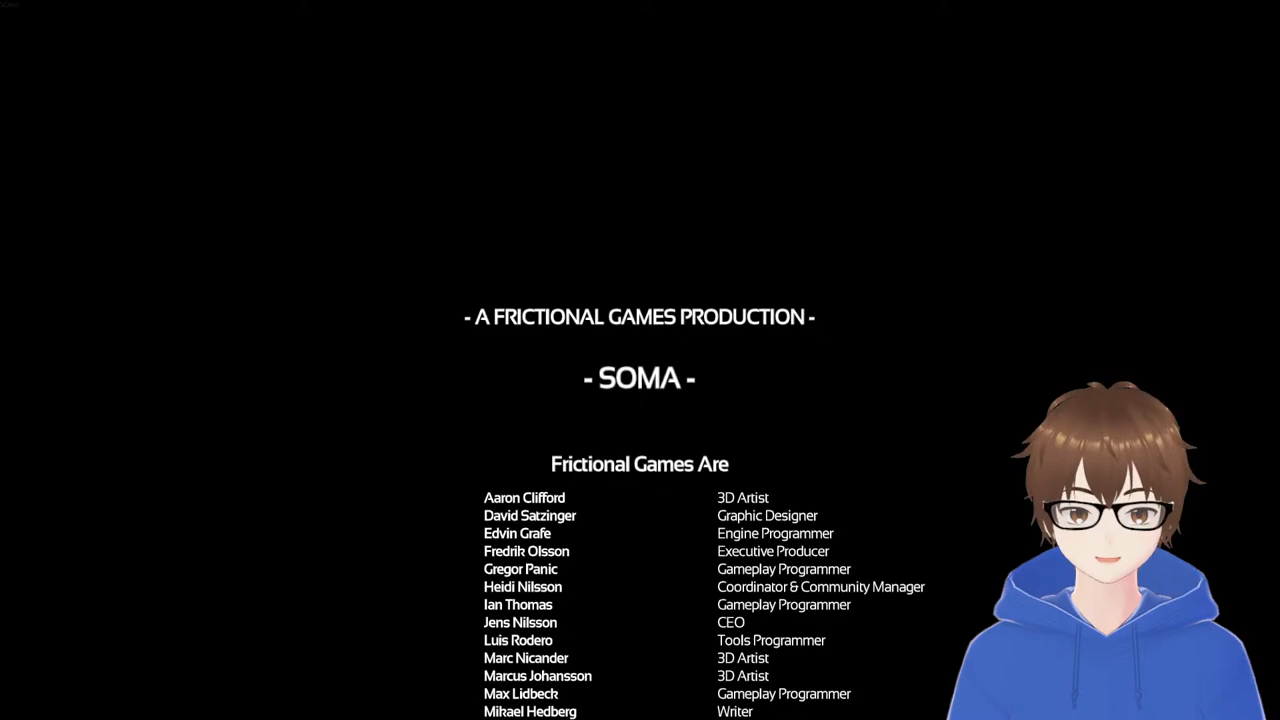 - A FRICTIONAL GAMES PRODUCTION -
- SOMA -
Frictional Games Are
Aaron Clifford 3D Artist
David Satzinger Graphic Designer
Edvin Grafe Engine Programmer
Fredrik Olsson Executive Producer
Gregor Panic Gameplay Programmer
Heidi Nilsson Coordinator & Community Manager
Ian Thomas Gameplay Programmer
Jens Nilsson CEO
Luis Rodero Tools Programmer
Marc Nicander 3D Artist
Marcus Johansson 3D Artist
Max Lidbeck Gameplay Programmer
Mikael Hedberg Writer